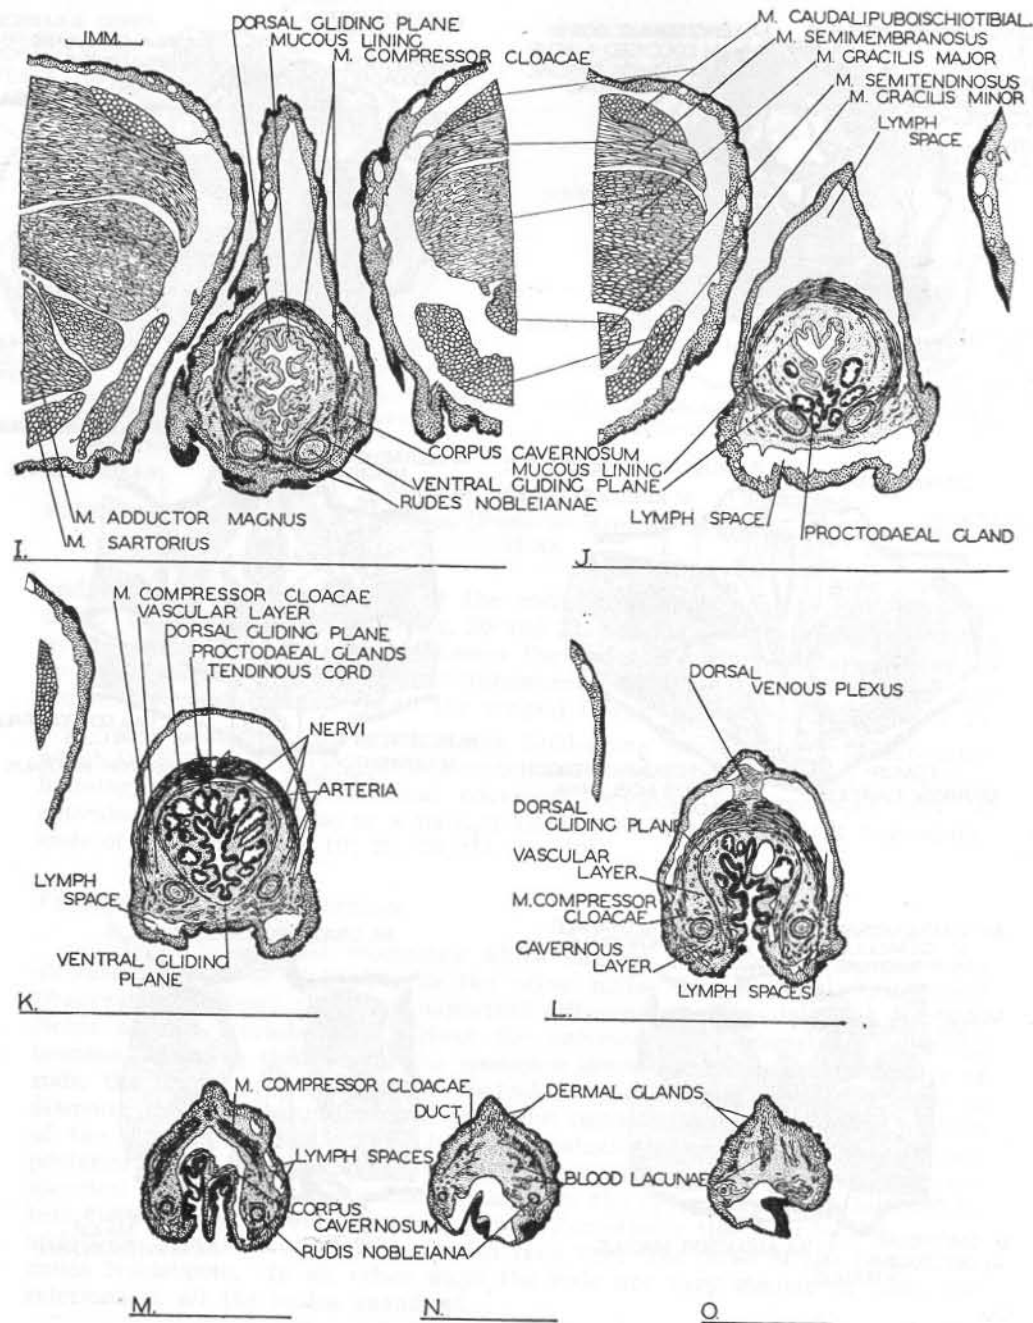 IMM.
DORSAL GLIDING PLANE
MUCOUS LINING
M. COMPRESSOR CLOACAE
M. ADDUCTOR MAGNUS
M. SARTORIUS
I.
M. CAUDALIPUBOISCHIOTIBIAL.
M. SEMIMEMBRANOSUS
M. GRACILIS MAJOR
M. SEMITENDINOSUS
M. GRACILIS MINOR
LYMPH
SPACE
CORPUS CAVERNOSUM
MUCOUS LINING
VENTRAL GLIDING PLANE
RUDES NOBLEIANAE
LYMPH SPACE
PROCTODAEAL GLAND
J.
M. COMPRESSOR CLOACAE
VASCULAR LAYER
DORSAL GLIDING PLANE
PROCTODAEAL GLANDS
TENDINOUS CORD
NERVI
ARTERIA
LYMPH
SPACE
VENTRAL GLIDING
PLANE
K.
DORSAL
VENOUS PLEXUS
DORSAL
GLIDING PLANE
VASCULAR
LAYER
M. COMPRESSOR
CLOACAE
CAVERNOUS
LAYER
LYMPH SPACES
L.
M. COMPRESSOR CLOACAE
LYMPH SPACES
CORPUS
CAVERNOSUM
RUDIS NOBLEIANA
M.
DUCT
DERMAL GLANDS
BLOOD LACUNAE
N.
O.